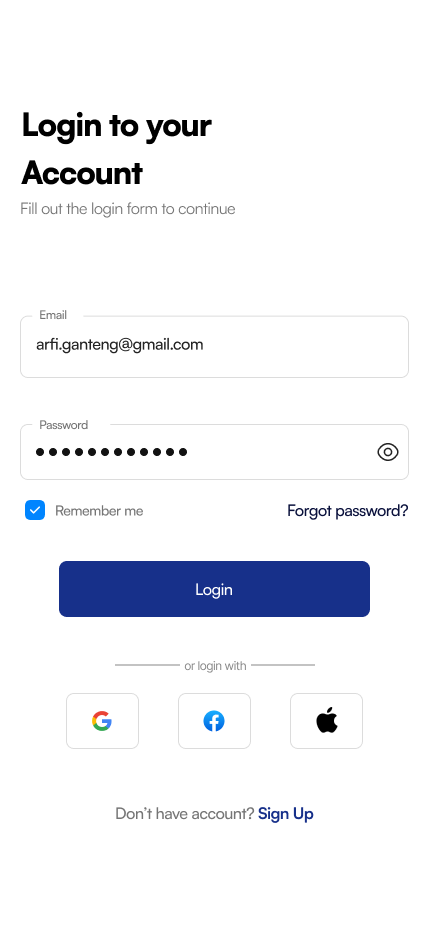 Login to your
Account
Fill out the login form to continue
Email
arfi.ganteng@gmail.com
Password
Remember me
Forgot password?
Login
or login with
Don't have account? Sign Up